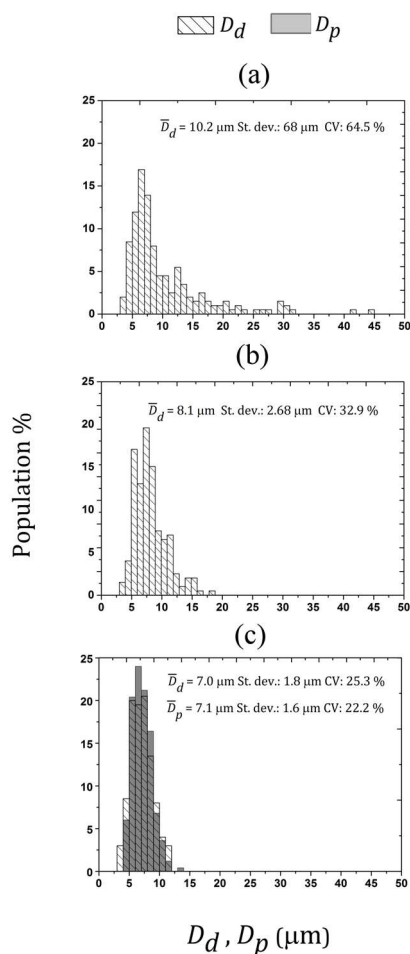 D_d D_p
(a)
25
20
15
10
5
0
D̅_d = 10.2 μm St. dev.: 68 μm CV: 64.5 %
0 5 10 15 20 25 30 35 40 45 50
(b)
25
20
15
10
5
0
D̅_d = 8.1 μm St. dev.: 2.68 μm CV: 32.9 %
0 5 10 15 20 25 30 35 40 45 50
Population %
(c)
25
20
15
10
5
0
D̅_d = 7.0 μm St. dev.: 1.8 μm CV: 25.3 %
D̅_p = 7.1 μm St. dev.: 1.6 μm CV: 22.2 %
0 5 10 15 20 25 30 35 40 45 50
D_d , D_p (μm)